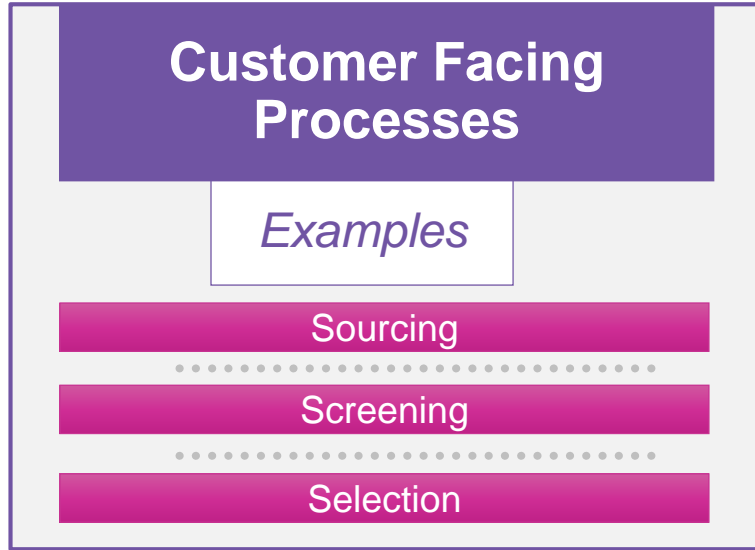 Customer Facing
Processes
Examples
Sourcing
Screening
Selection